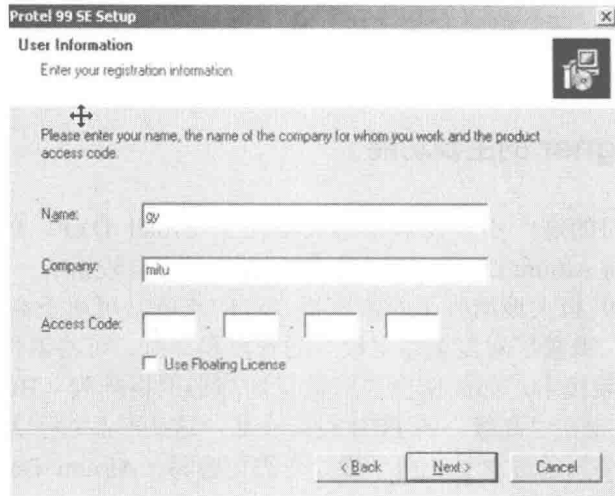 Protel 99 SE Setup
User Information
Enter your registration information.
Please enter your name, the name of the company for whom you work and the product
access code.
Name:
gy
Company:
mitu
Access Code:
- - -
Use Floating License
< Back
Next >
Cancel